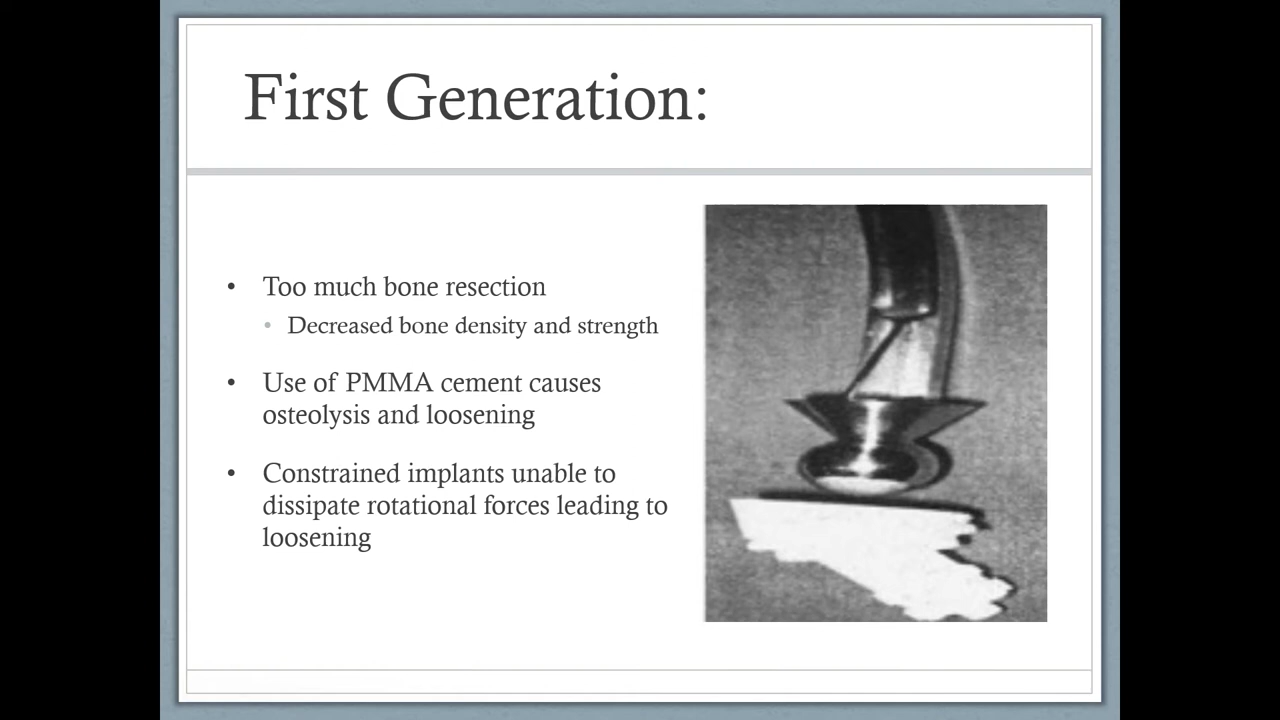 First Generation:
• Too much bone resection
• Decreased bone density and strength
• Use of PMMA cement causes
osteolysis and loosening
• Constrained implants unable to
dissipate rotational forces leading to
loosening